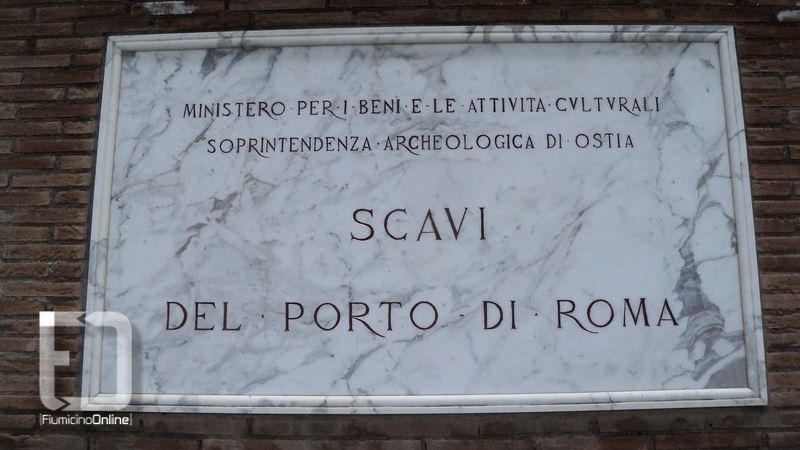 MINISTERO·PER·I·BENI·E·LE·ATTIVITA·CVLTVRALI
SOPRINTENDENZA·ARCHEOLOGICA DI·OSTIA
SCAVI
DEL·PORTO·DI·ROMA
FiumicinoOnline